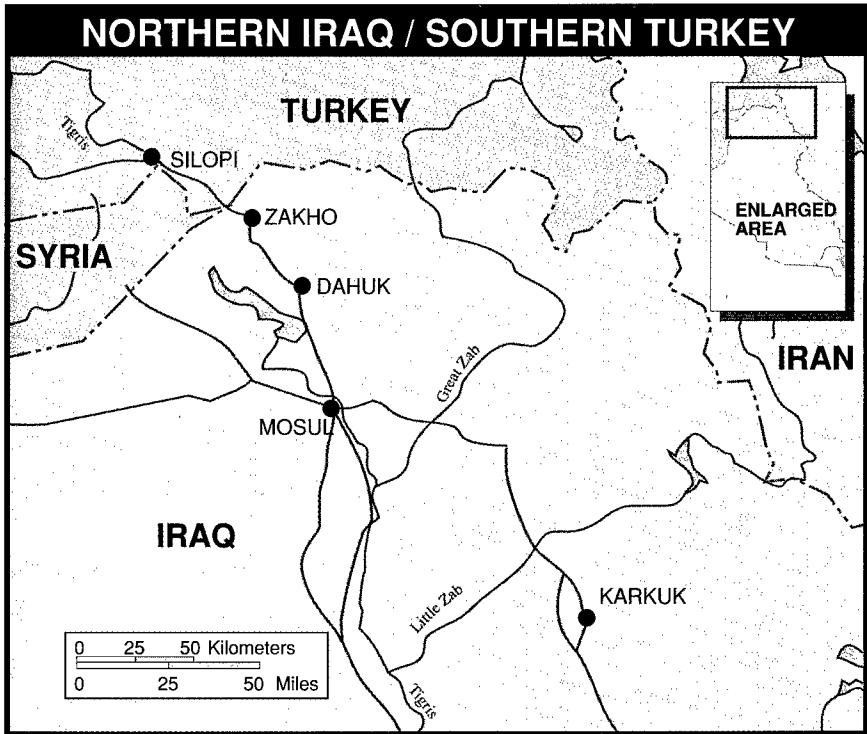 NORTHERN IRAQ / SOUTHERN TURKEY
TURKEY
Tigris
SILOPI
ZAKHO
ENLARGED
AREA
SYRIA
DAHUK
IRAN
Great Zab
MOSUL
IRAQ
KARKUK
Little Zab
0 25 50 Kilometers
0 25 50 Miles
Tigris